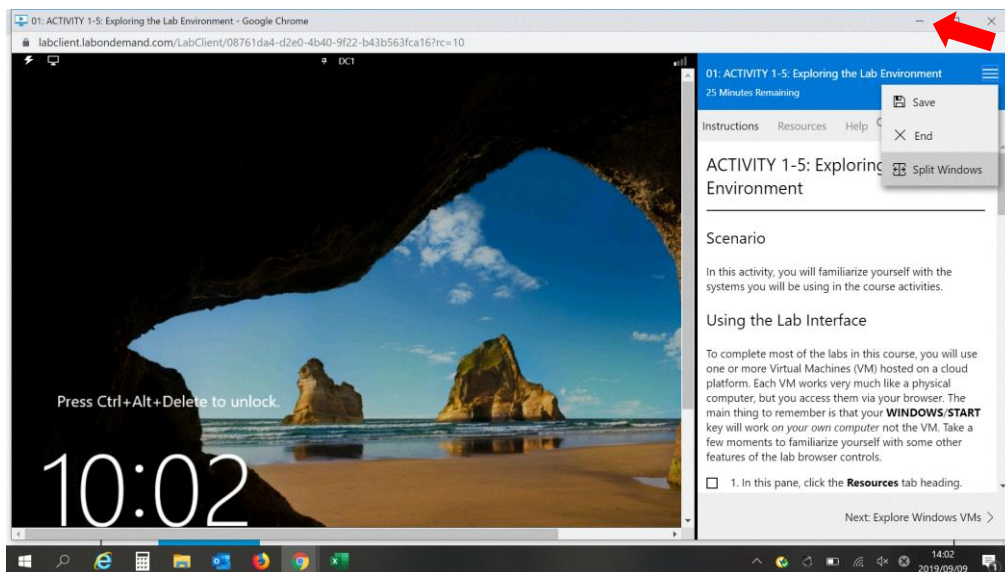 01: ACTIVITY 1-5: Exploring the Lab Environment - Google Chrome
labclient.labondemand.com/LabClient/08761da4-d2e0-4b40-9f22-b43b563fca16?rc=10
DC1
Press Ctrl+Alt+Delete to unlock.
10:02
01: ACTIVITY 1-5: Exploring the Lab Environment
25 Minutes Remaining
Save
End
Split Windows
Instructions Resources Help
ACTIVITY 1-5: Exploring
Environment
Scenario
In this activity, you will familiarize yourself with the
systems you will be using in the course activities.
Using the Lab Interface
To complete most of the labs in this course, you will use
one or more Virtual Machines (VM) hosted on a cloud
platform. Each VM works very much like a physical
computer, but you access them via your browser. The
main thing to remember is that your WINDOWS/START
key will work on your own computer not the VM. Take a
few moments to familiarize yourself with some other
features of the lab browser controls.
1. In this pane, click the Resources tab heading.
Next: Explore Windows VMs >
14:02
2019/09/09